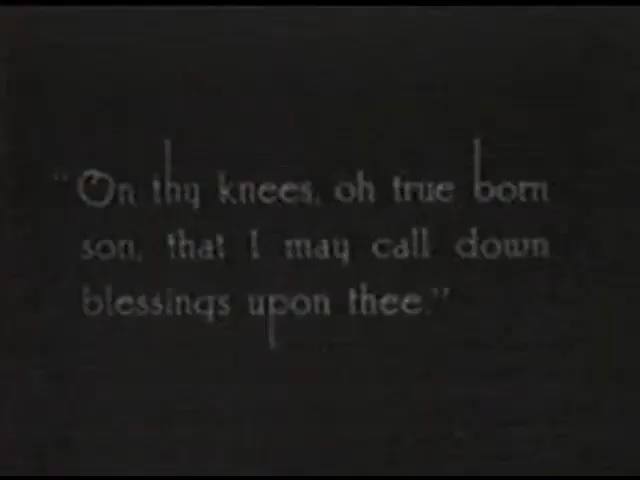 "On thy knees, oh true born
son, that I may call down
blessings upon thee."